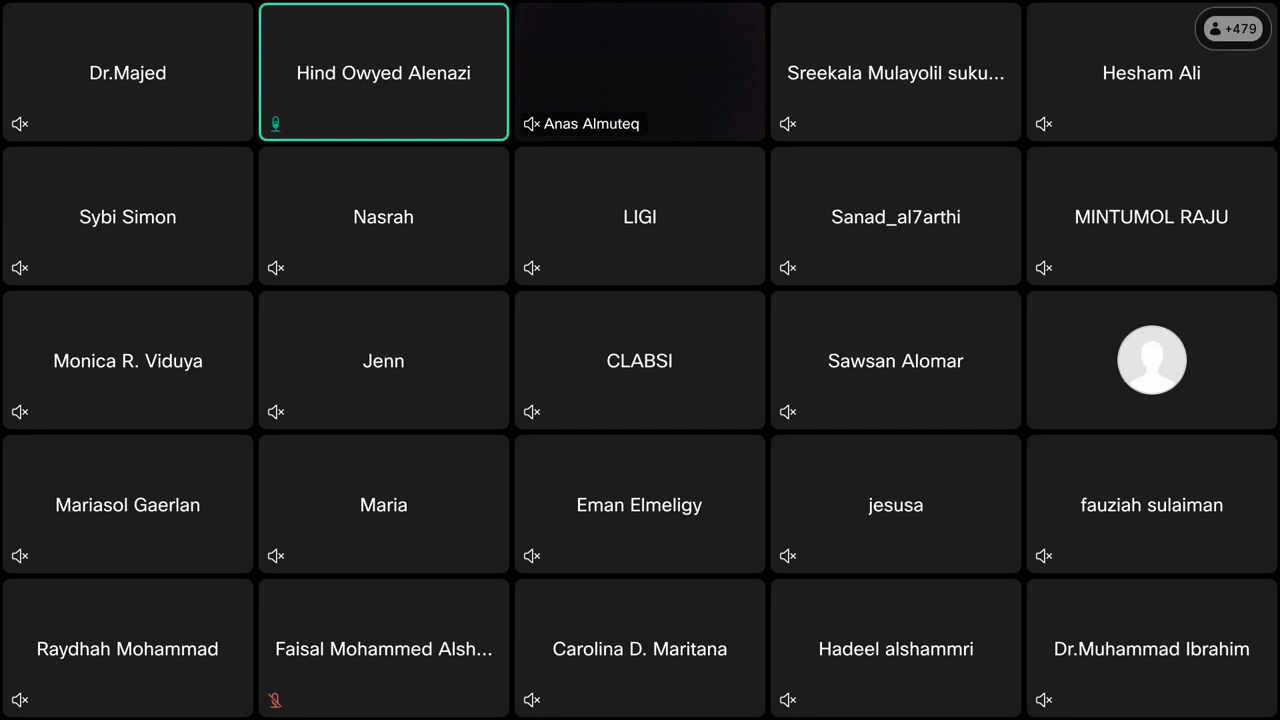 Dr.Majed
Hind Owyed Alenazi
Anas Almuteq
Sreekala Mulayolil suku...
Hesham Ali
+479
Sybi Simon
Nasrah
LIGI
Sanad_al7arthi
MINTUMOL RAJU
Monica R. Viduya
Jenn
CLABSI
Sawsan Alomar
Mariasol Gaerlan
Maria
Eman Elmeligy
jesusa
fauziah sulaiman
Raydhah Mohammad
Faisal Mohammed Alsh...
Carolina D. Maritana
Hadeel alshammri
Dr.Muhammad Ibrahim